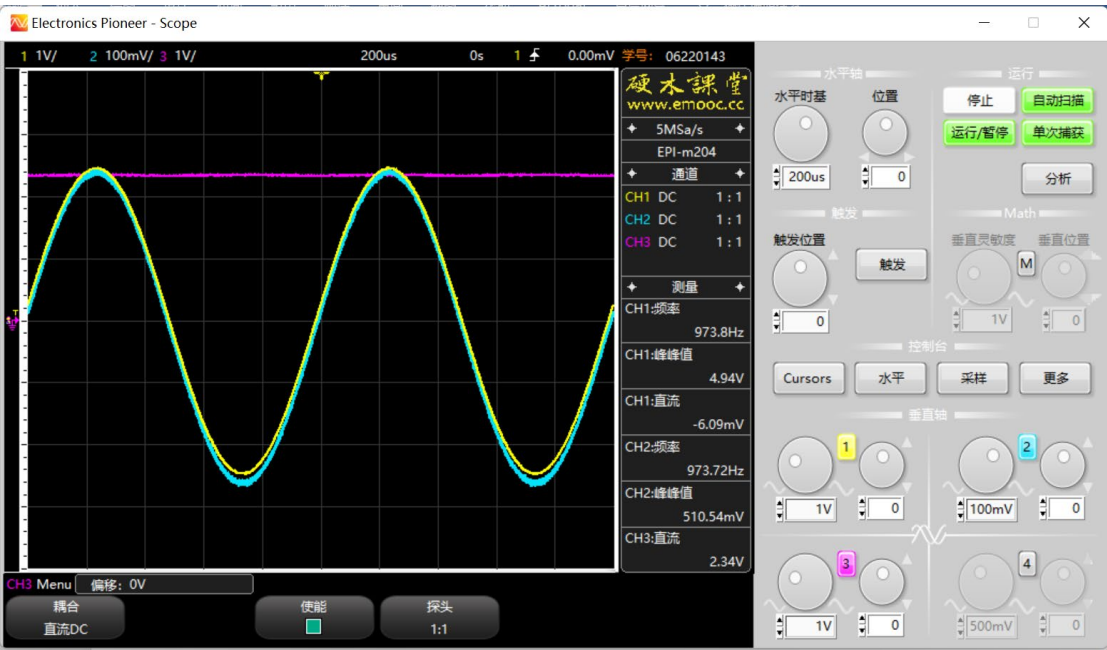 Electronics Pioneer - Scope
1 1V/ 2 100mV/ 3 1V/ 200us 0s 1 0.00mV 学号: 06220143
硬木課堂
www.emooc.cc
5MSa/s
EPI-m204
通道
CH1 DC 1:1
CH2 DC 1:1
CH3 DC 1:1
测量
CH1:频率
973.8Hz
CH1:峰峰值
4.94V
CH1:直流
-6.09mV
CH2:频率
973.72Hz
CH2:峰峰值
510.54mV
CH3:直流
2.34V
T
CH3 Menu 偏移: 0V
耦合
直流DC
使能
探头
1:1
水平轴
水平时基 位置
200us 0
运行
停止 自动扫描
运行/暂停 单次捕获
分析
触发
触发位置
触发
0
Math
垂直灵敏度 垂直位置
M
1V 0
控制台
Cursors 水平 采样 更多
垂直轴
1 2
1V 0 100mV 0
3 4
1V 0 500mV 0